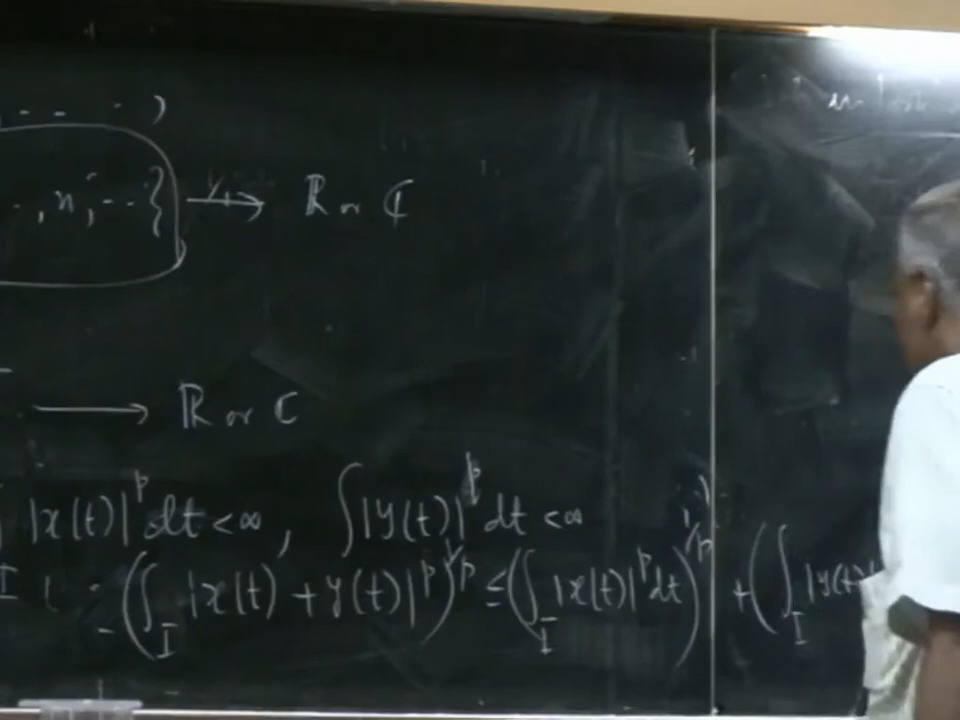 , - - - )
.. , n, -- } → ℝ or ℂ
→ ℝ or ℂ
|x(t)|^p dt < ∞ , ∫ |y(t)|^p dt < ∞
I (∫_I |x(t) + y(t)|^p)^{1/p} ≤ (∫_I |x(t)|^p dt)^{1/p} + (∫_I |y(t)|